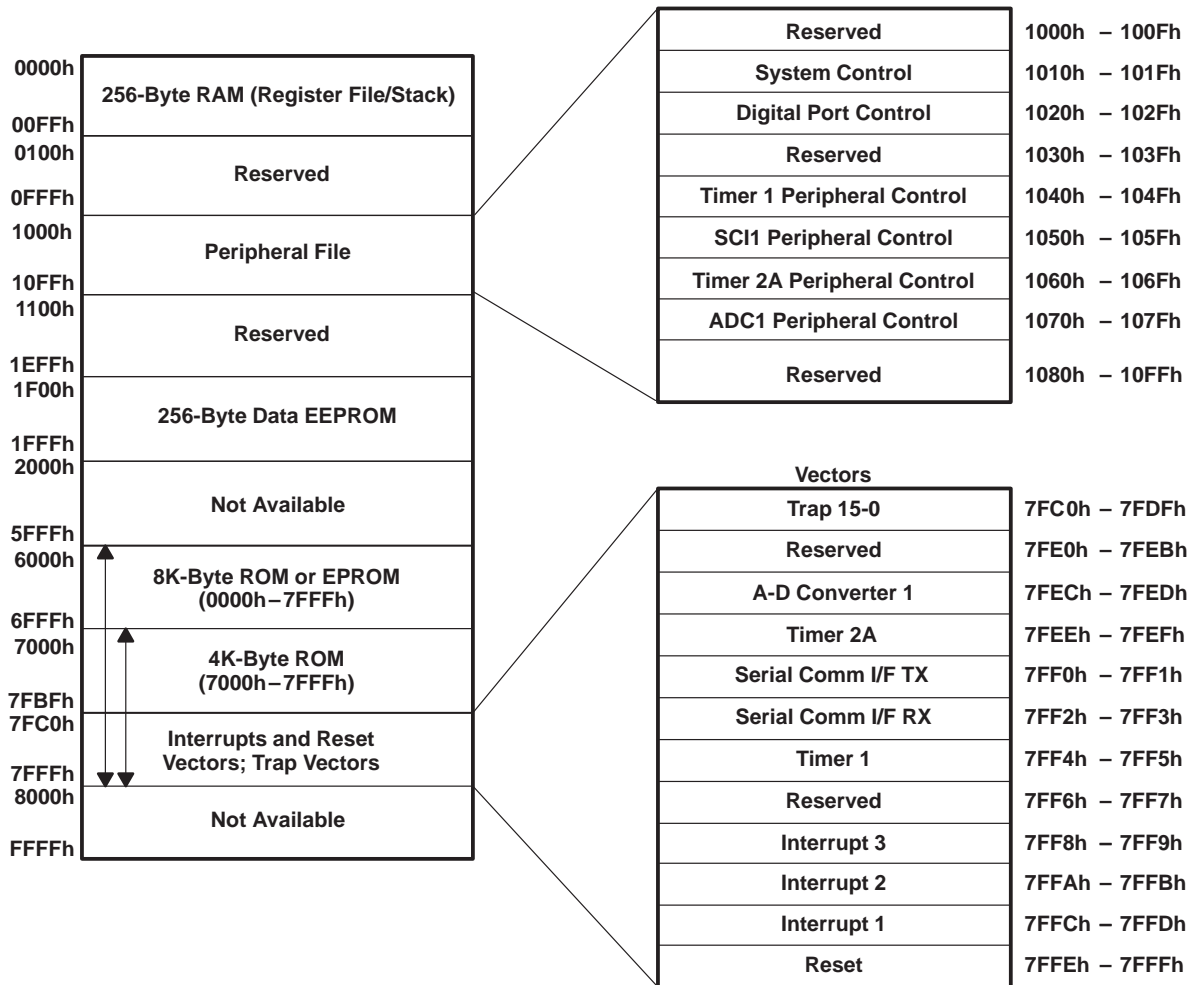 0000h
256-Byte RAM (Register File/Stack)
00FFh
0100h
Reserved
0FFFh
1000h
Peripheral File
10FFh
1100h
Reserved
1EFFh
1F00h
256-Byte Data EEPROM
1FFFh
2000h
Not Available
5FFFh
6000h
8K-Byte ROM or EPROM
(0000h–7FFFh)
6FFFh
7000h
4K-Byte ROM
(7000h–7FFFh)
7FBFh
7FC0h
Interrupts and Reset
Vectors; Trap Vectors
7FFFh
8000h
Not Available
FFFFh
Reserved 1000h – 100Fh
System Control 1010h – 101Fh
Digital Port Control 1020h – 102Fh
Reserved 1030h – 103Fh
Timer 1 Peripheral Control 1040h – 104Fh
SCI1 Peripheral Control 1050h – 105Fh
Timer 2A Peripheral Control 1060h – 106Fh
ADC1 Peripheral Control 1070h – 107Fh
Reserved 1080h – 10FFh
Vectors
Trap 15-0 7FC0h – 7FDFh
Reserved 7FE0h – 7FEBh
A-D Converter 1 7FECh – 7FEDh
Timer 2A 7FEEh – 7FEFh
Serial Comm I/F TX 7FF0h – 7FF1h
Serial Comm I/F RX 7FF2h – 7FF3h
Timer 1 7FF4h – 7FF5h
Reserved 7FF6h – 7FF7h
Interrupt 3 7FF8h – 7FF9h
Interrupt 2 7FFAh – 7FFBh
Interrupt 1 7FFCh – 7FFDh
Reset 7FFEh – 7FFFh